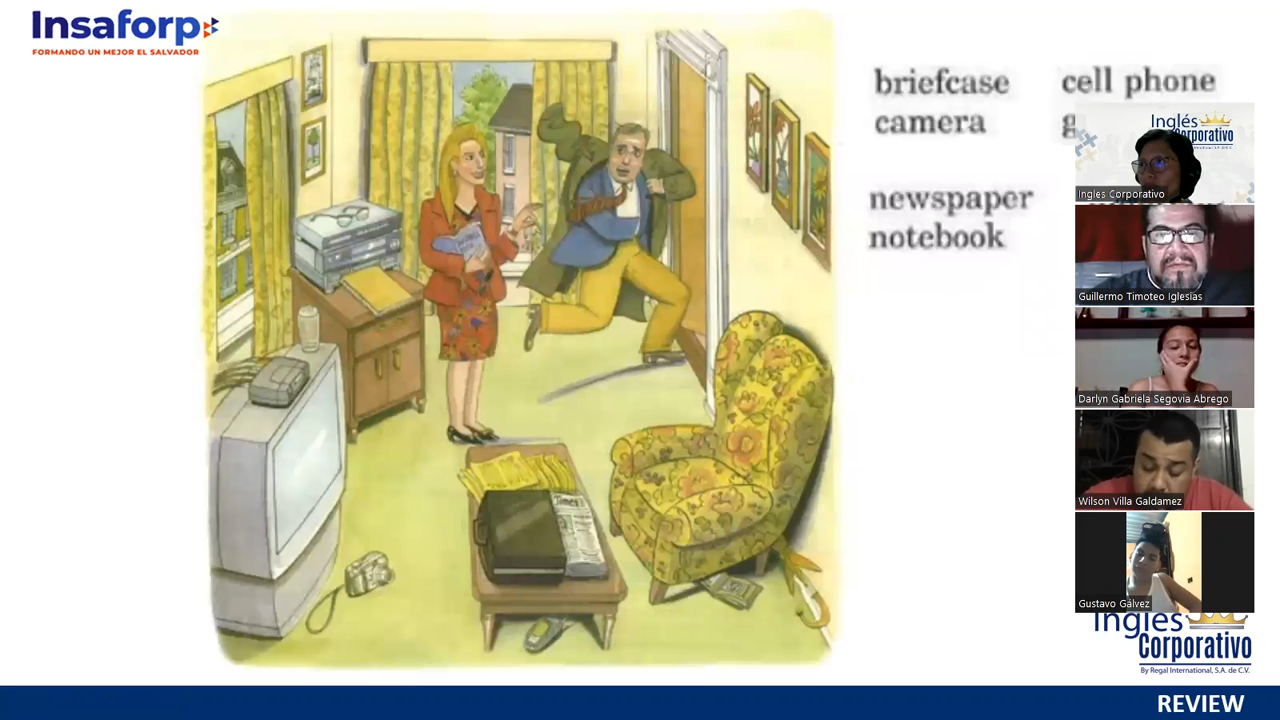 Insaforp
FORMANDO UN MEJOR EL SALVADOR
briefcase cell phone
camera
newspaper
notebook
Times
Inglés
Corporativo
Ingles Corporativo
Guillermo Timoteo Iglesias
Darlyn Gabriela Segovia Abrego
Wilson Villa Galdamez
Gustavo Gálvez
Inglés
Corporativo
By Regal International, S.A. de C.V.
REVIEW